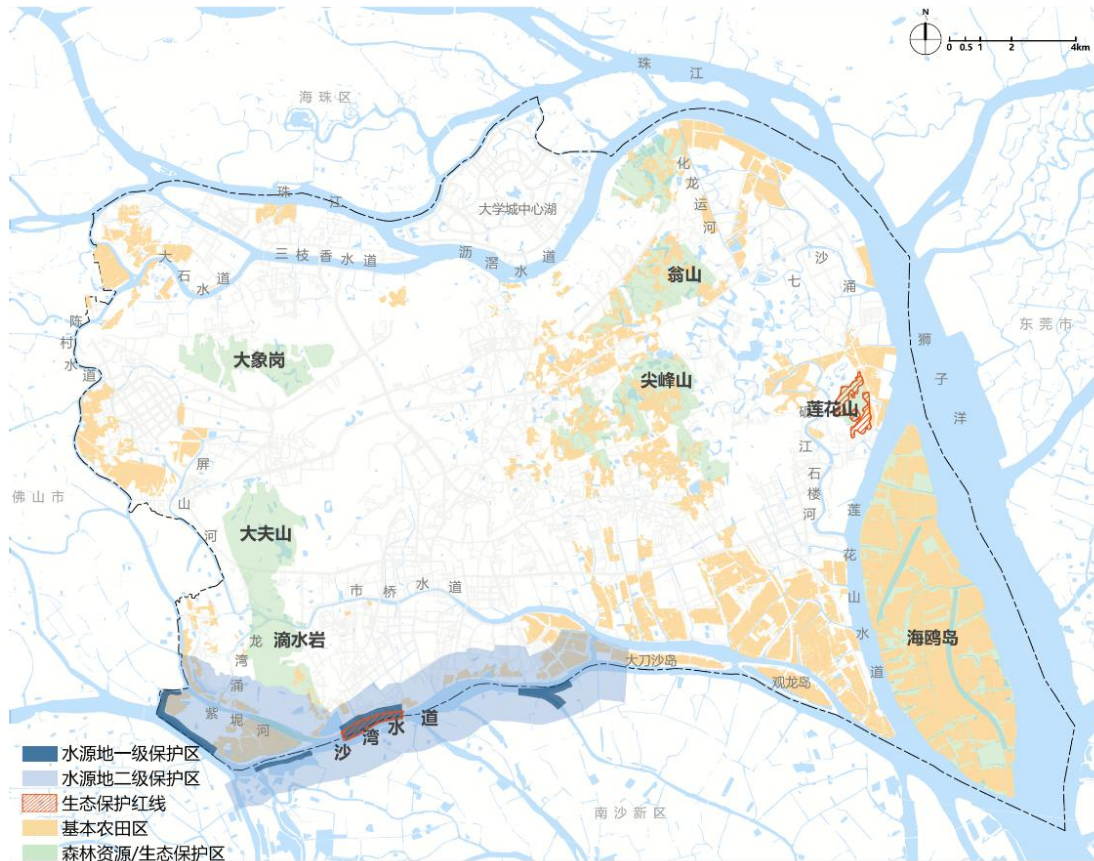 N
0 0.5 1 2 4km
珠江
海珠区
珠江
大学城中心湖
化龙运河
三枝香水道
沥滘水道
大石水道
翁山
七沙涌
陈村水道
狮子洋
东莞市
大象岗
尖峰山
莲花山
江
石楼河
屏山河
佛山市
大夫山
莲花山水道
市桥水道
滴水岩
龙湾涌
海鸥岛
大刀沙岛
观龙岛
紫堤河
沙湾水道
南沙新区
水源地一级保护区
水源地二级保护区
生态保护红线
基本农田区
森林资源/生态保护区